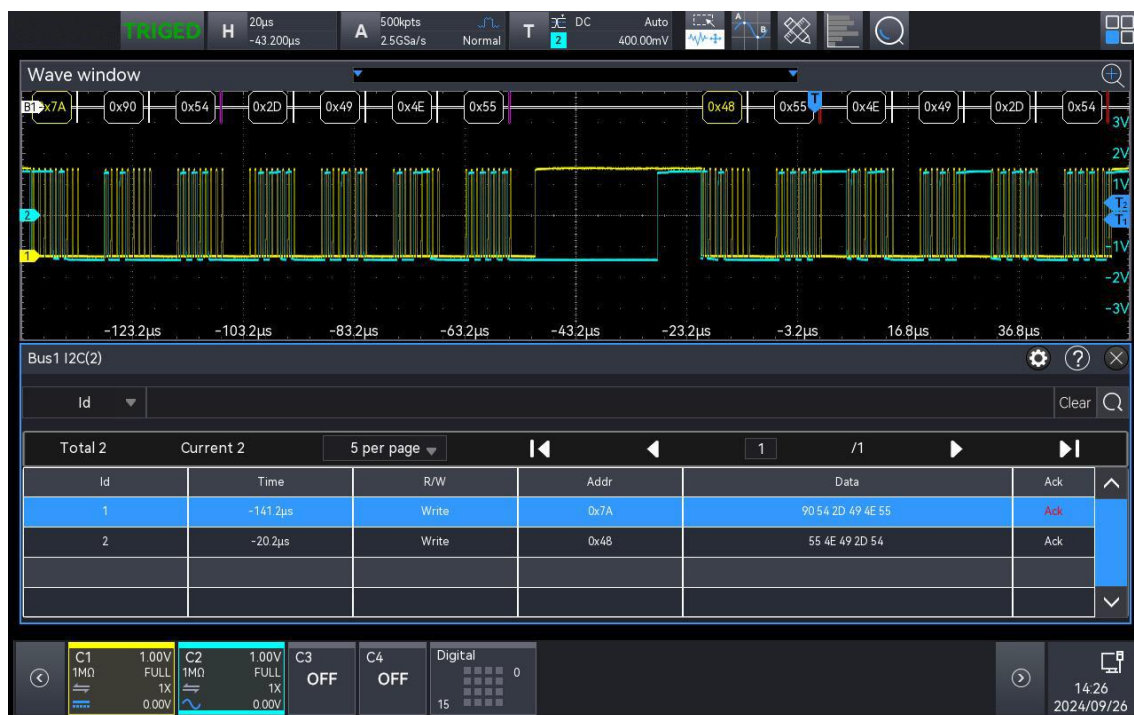 TRIGED H 20µs -43.200µs A 500kpts 2.5GSa/s Normal T 2 DC Auto 400.00mV A B
Wave window
B1 0x7A 0x90 0x54 0x2D 0x49 0x4E 0x55 0x48 0x55 T 0x4E 0x49 0x2D 0x54
3V
2V
1V
2 T2
T1
1 -1V
-2V
-3V
-123.2µs -103.2µs -83.2µs -63.2µs -43.2µs -23.2µs -3.2µs 16.8µs 36.8µs
Bus1 I2C(2) ?
Id Clear
Total 2 Current 2 5 per page 1 /1
Id Time R/W Addr Data Ack
1 -141.2µs Write 0x7A 90 54 2D 49 4E 55 Ack
2 -20.2µs Write 0x48 55 4E 49 2D 54 Ack
C1 1.00V C2 1.00V C3 C4 Digital
1MΩ FULL 1MΩ FULL OFF OFF 0
1X 1X
0.00V 0.00V 15
14:26
2024/09/26